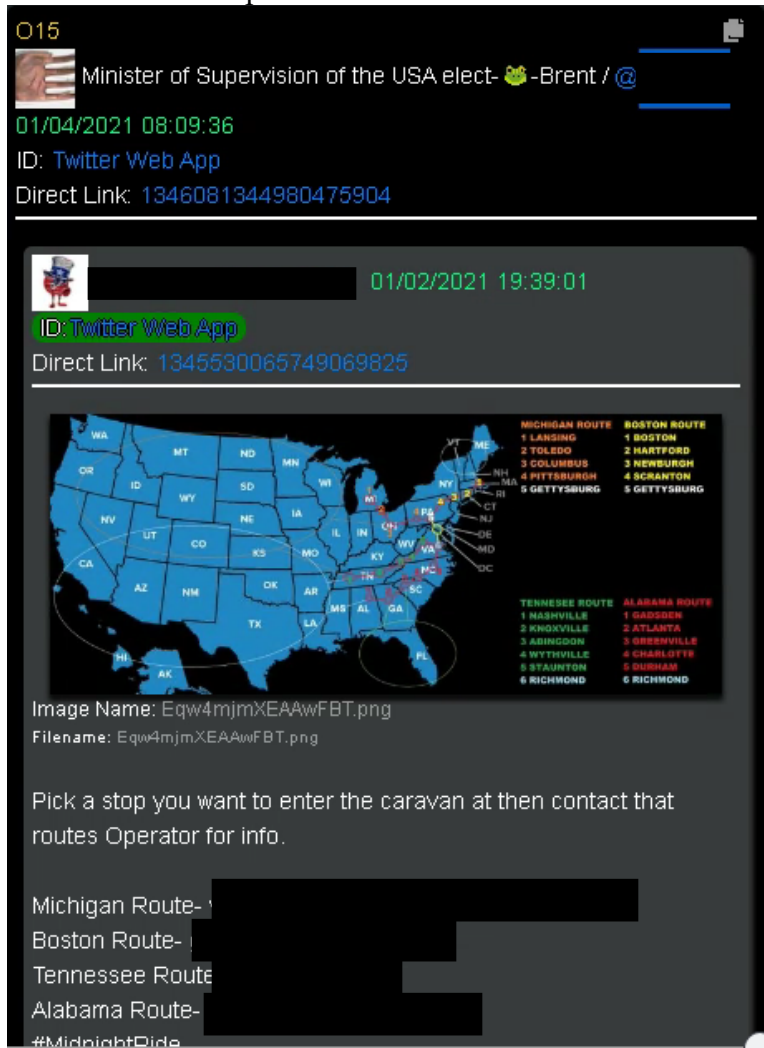 O15
Minister of Supervision of the USA elect-🐸-Brent / @
01/04/2021 08:09:36
ID: Twitter Web App
Direct Link: 1346081344980475904
01/02/2021 19:39:01
ID: Twitter Web App
Direct Link: 1345530065749069825
MICHIGAN ROUTE
1 LANSING
2 TOLEDO
3 COLUMBUS
4 PITTSBURGH
5 GETTYSBURG
BOSTON ROUTE
1 BOSTON
2 HARTFORD
3 NEWBURGH
4 SCRANTON
5 GETTYSBURG
WA
MT
ND
MN
VT
ME
OR
ID
WY
SD
WI
MI
NY
NH
MA
RI
CT
NV
UT
CO
NE
IA
IL
IN
OH
PA
NJ
DE
MD
DC
CA
AZ
NM
KS
MO
KY
WV
VA
OK
AR
TN
NC
SC
TX
LA
MS
AL
GA
FL
HI
AK
TENNESEE ROUTE
1 NASHVILLE
2 KNOXVILLE
3 ABINGDON
4 WYTHVILLE
5 STAUNTON
6 RICHMOND
ALABAMA ROUTE
1 GADSDEN
2 ATLANTA
3 GREENVILLE
4 CHARLOTTE
5 DURHAM
6 RICHMOND
Image Name: Eqw4mjmXEAAwFBT.png
Filename: Eqw4mjmXEAAwFBT.png
Pick a stop you want to enter the caravan at then contact that
routes Operator for info.
Michigan Route-
Boston Route-
Tennessee Route
Alabama Route-
#MidnightRide